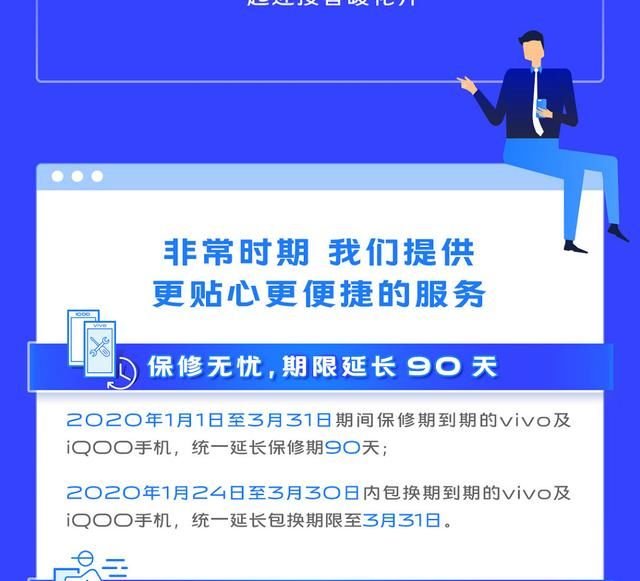 非常时期 我们提供
更贴心更便捷的服务
iQOO
vivo
保修无忧,期限延长 90 天
2020年1月1日至3月31日期间保修期到期的vivo及
iQOO手机，统一延长保修期90天；
2020年1月24日至3月30日内包换期到期的vivo及
iQOO手机，统一延长包换期限至3月31日。